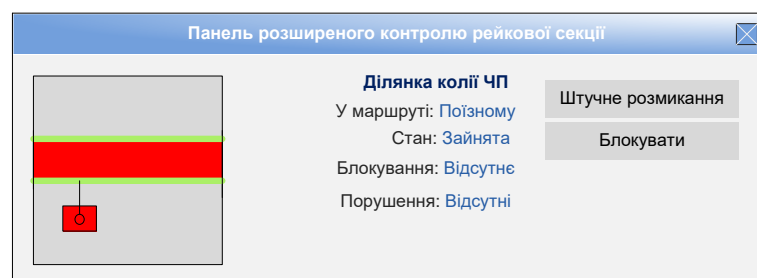 Панель розширеного контролю рейкової секції
Ділянка колії ЧП
У маршруті: Поїзному
Стан: Зайнята
Блокування: Відсутнє
Порушення: Відсутні
Штучне розмикання
Блокувати